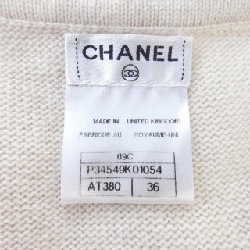 CHANEL
MADE IN UNITED KINGDOM
FABRIQUE AU ROYAUME-UNI
09C
P34549K01054
AT380 36